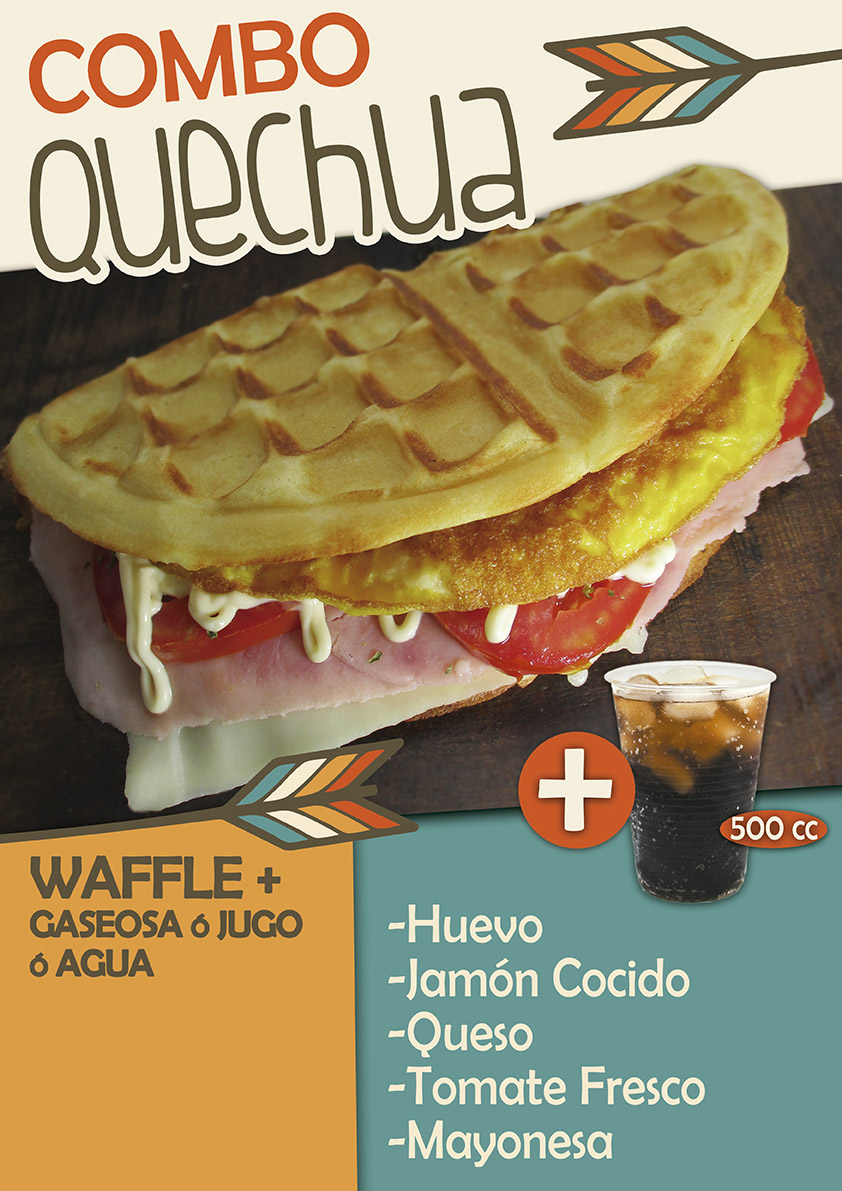 COMBO
Quechua
+
500 cc
WAFFLE +
GASEOSA ó JUGO
ó AGUA
-Huevo
-Jamón Cocido
-Queso
-Tomate Fresco
-Mayonesa